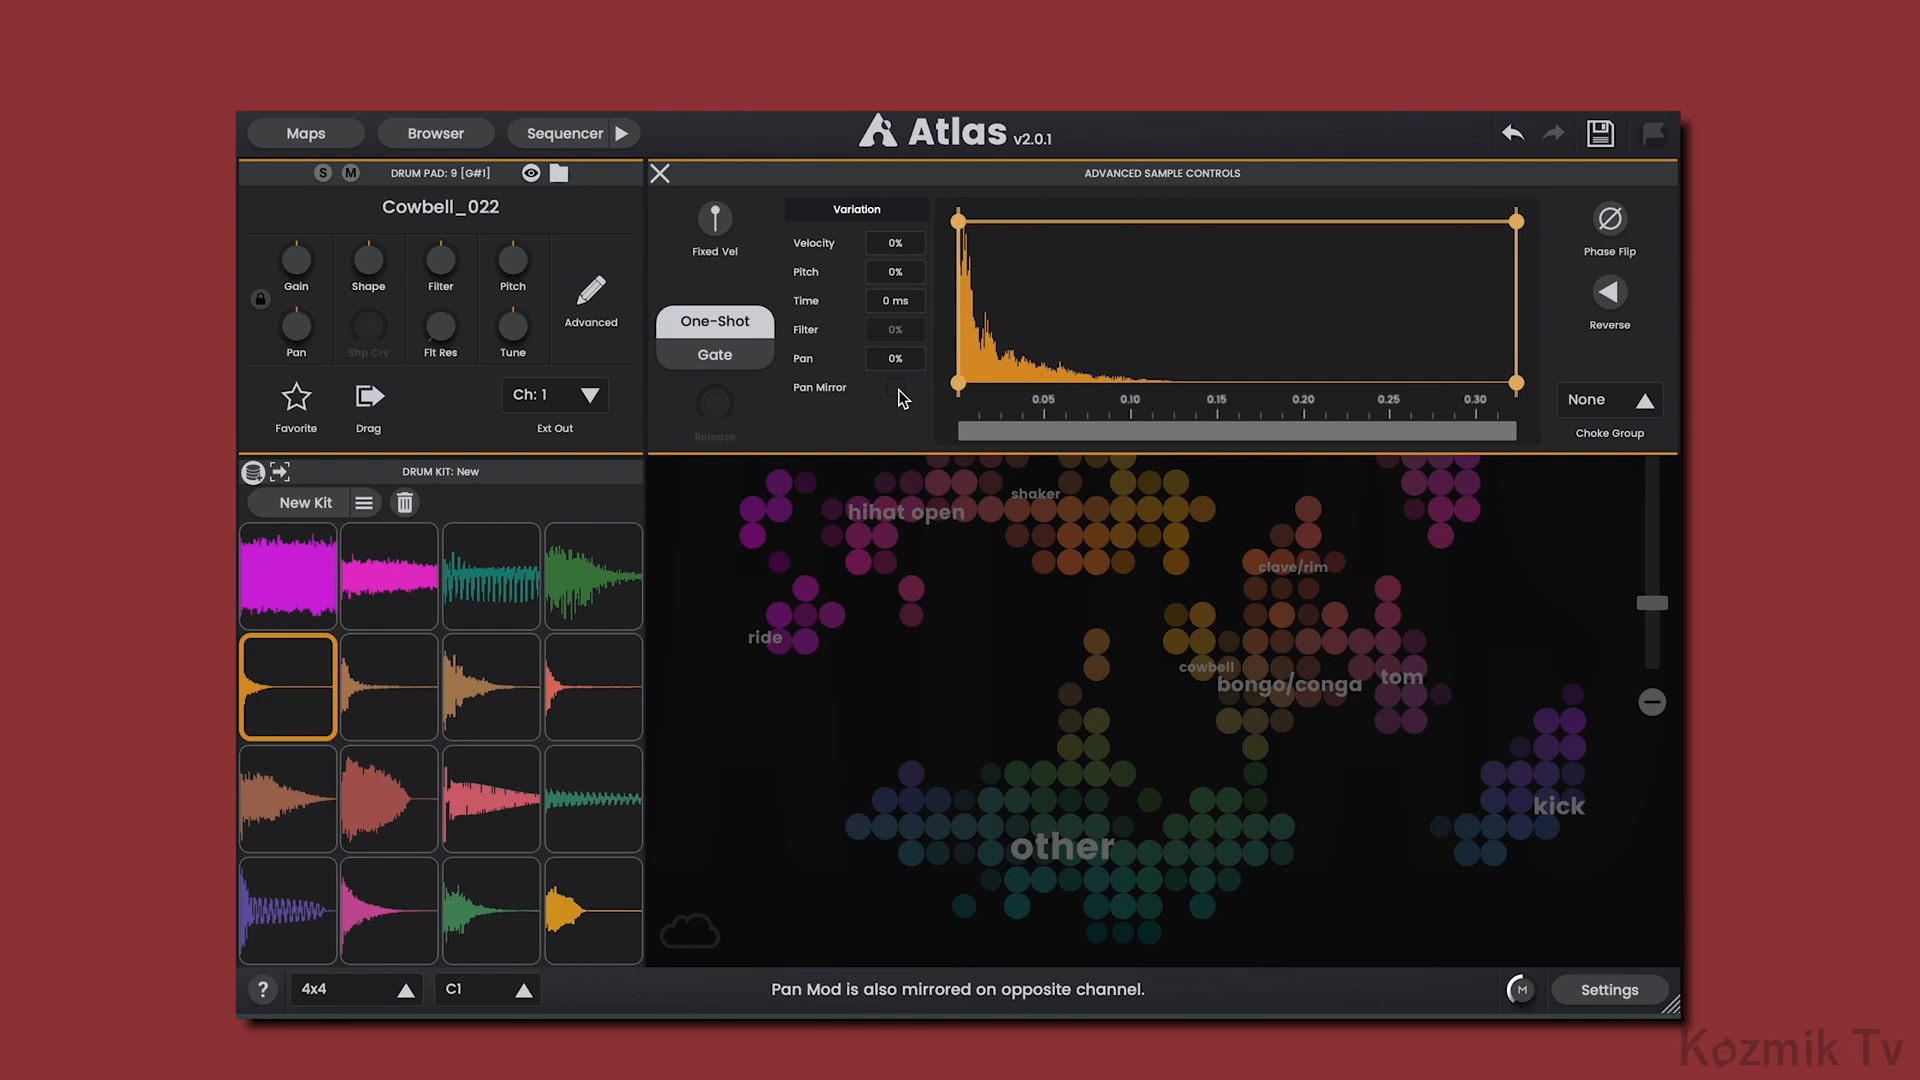 Maps
Browser
Sequencer
Atlas v2.0.1
S M DRUM PAD: 9 [G#1]
ADVANCED SAMPLE CONTROLS
Cowbell_022
Gain
Shape
Filter
Pitch
Pan
Shp Crv
Flt Res
Tune
Advanced
Favorite
Drag
Ch: 1
Ext Out
Fixed Vel
One-Shot
Gate
Release
Variation
Velocity 0%
Pitch 0%
Time 0 ms
Filter 0%
Pan 0%
Pan Mirror
0.05 0.10 0.15 0.20 0.25 0.30
Phase Flip
Reverse
None
Choke Group
DRUM KIT: New
New Kit
shaker
hihat open
clave/rim
ride
cowbell
bongo/conga
tom
kick
other
?
4x4
C1
Pan Mod is also mirrored on opposite channel.
M
Settings
Kozmik Tv